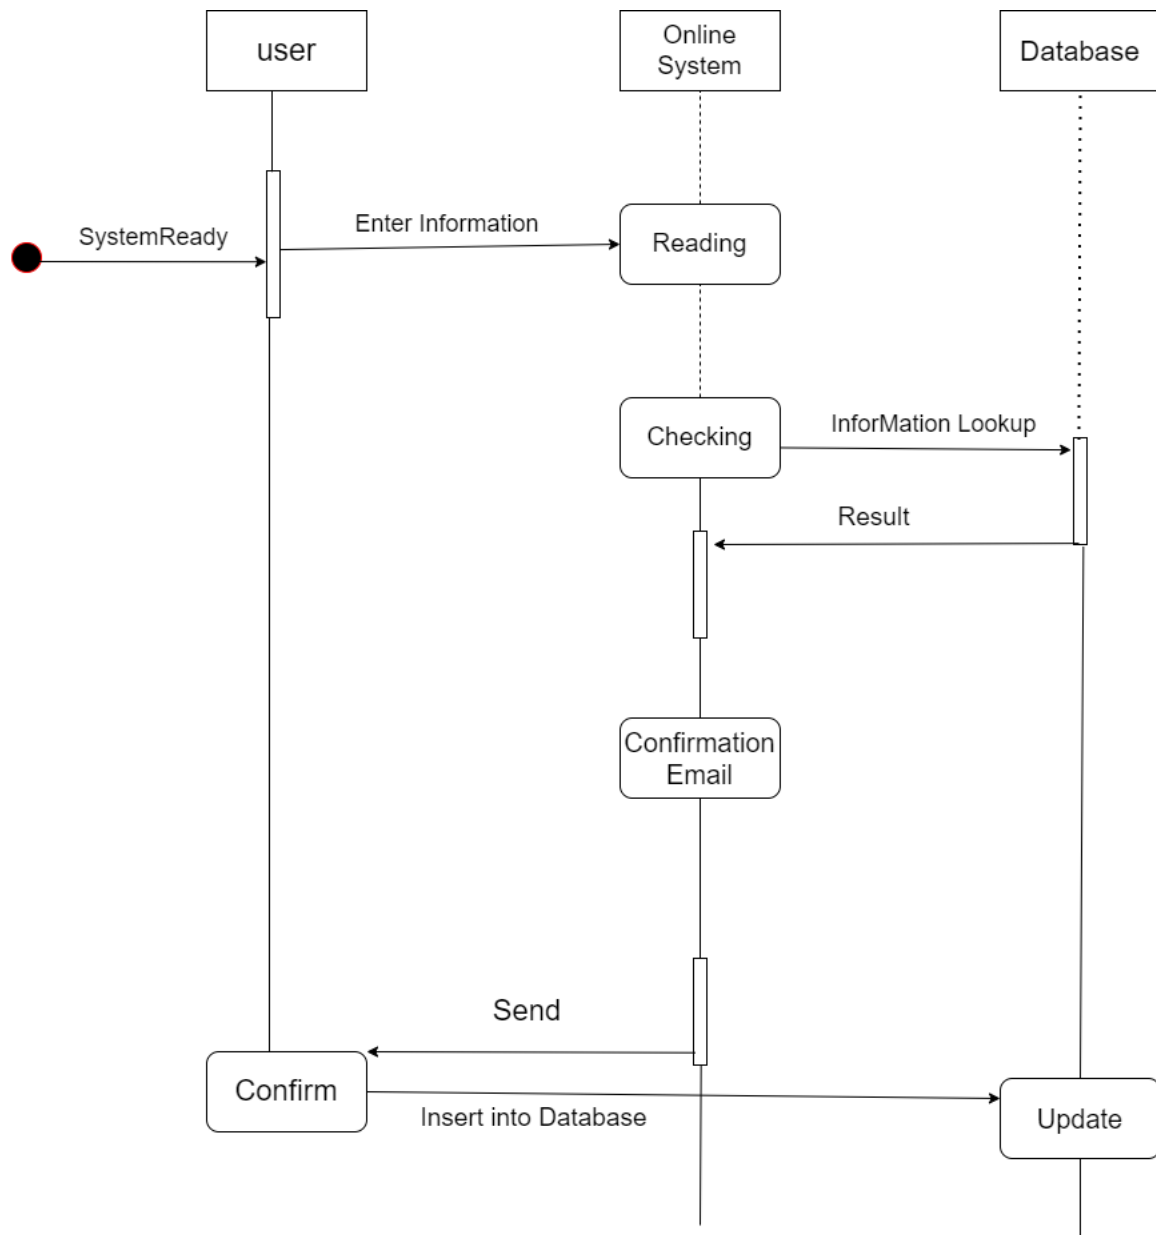 user
Online
System
Database
SystemReady
Enter Information
Reading
Checking
InforMation Lookup
Result
Confirmation
Email
Send
Confirm
Insert into Database
Update